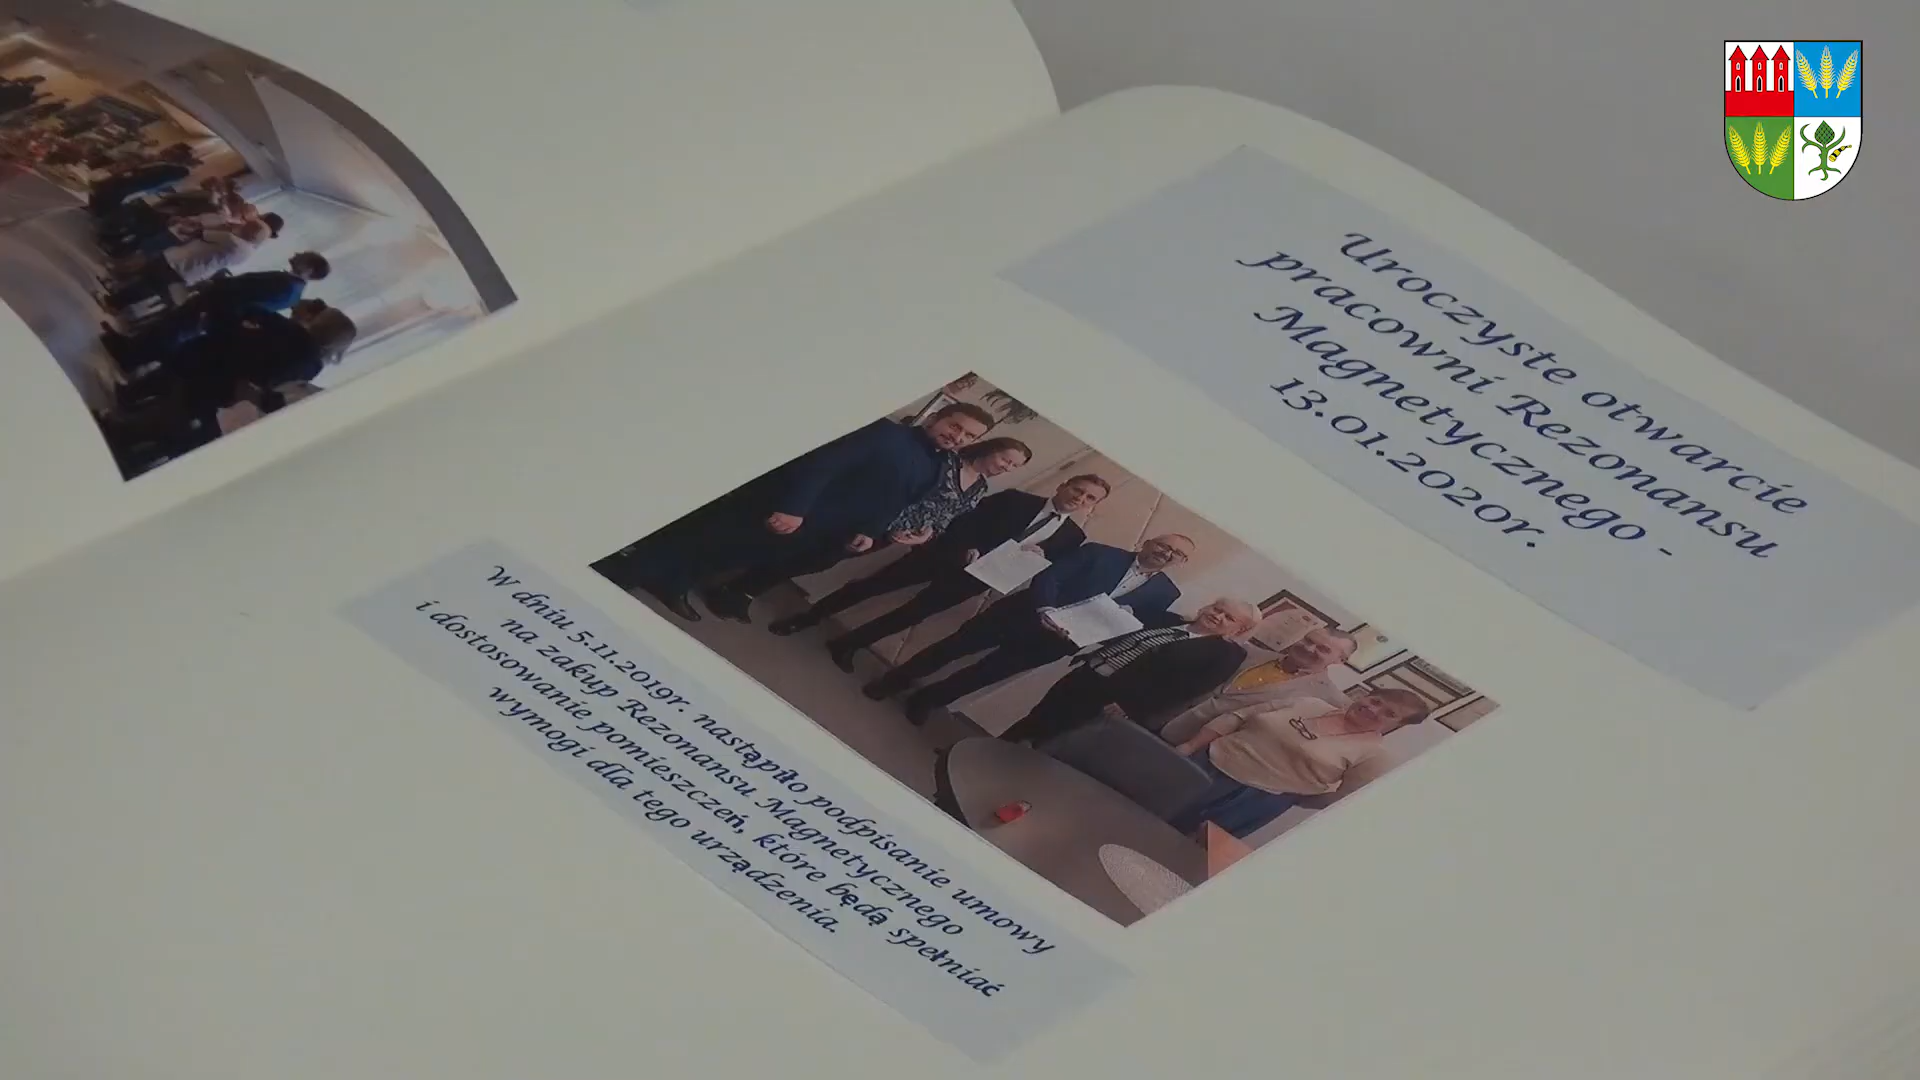 Uroczyste otwarcie
pracowni Rezonansu
Magnetycznego -
13.01.2020r.
W dniu 5.11.2019r. nastąpiło podpisanie umowy
na zakup Rezonansu Magnetycznego
i dostosowanie pomieszczeń, które będą spełniać
wymogi dla tego urządzenia.